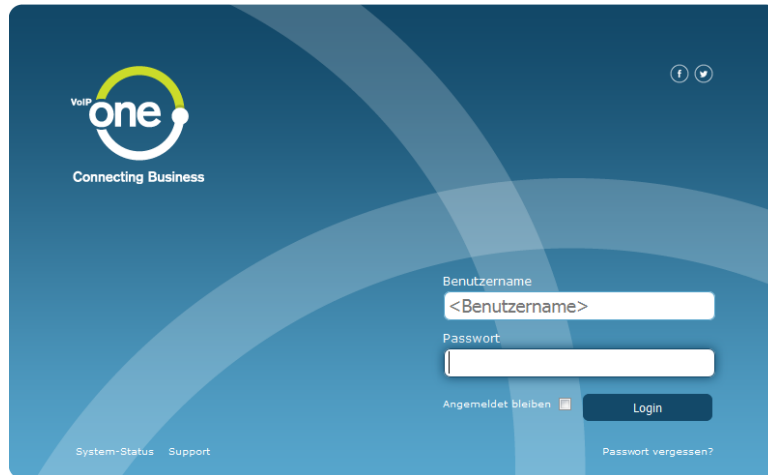 VoIP
one
Connecting Business
Benutzername
<Benutzername>
Passwort
Angemeldet bleiben
Login
System-Status Support
Passwort vergessen?